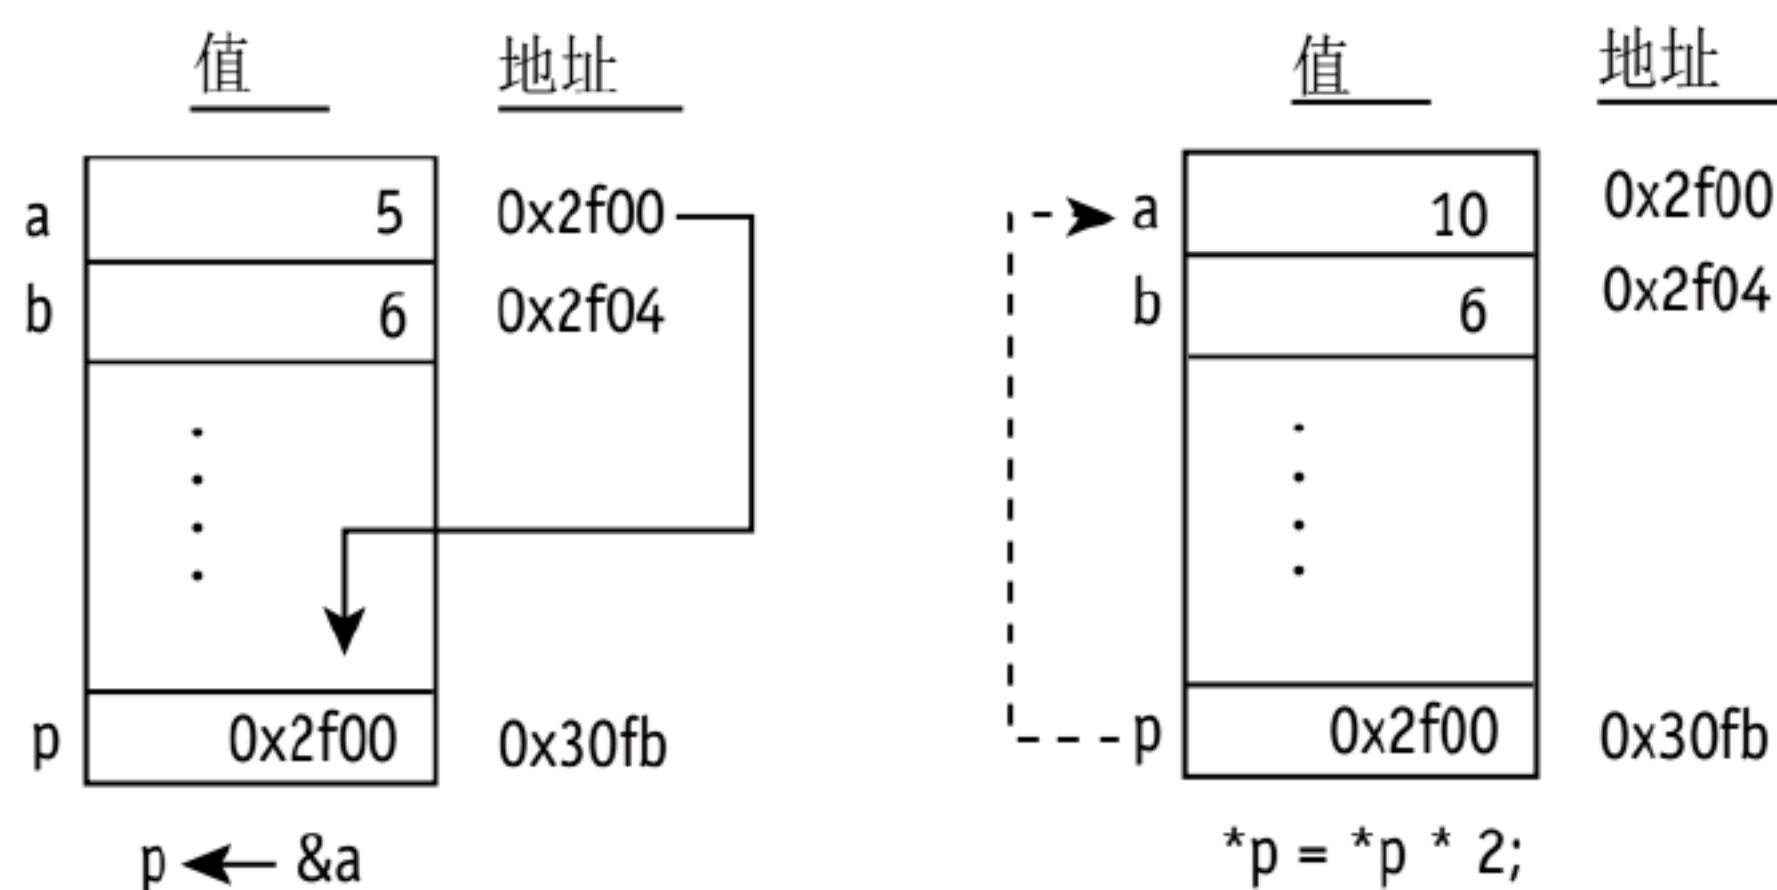 值 地址
a 5 0x2f00
b 6 0x2f04
p 0x2f00 0x30fb
p &a
值 地址
a 10 0x2f00
b 6 0x2f04
p 0x2f00 0x30fb
*p = *p * 2;